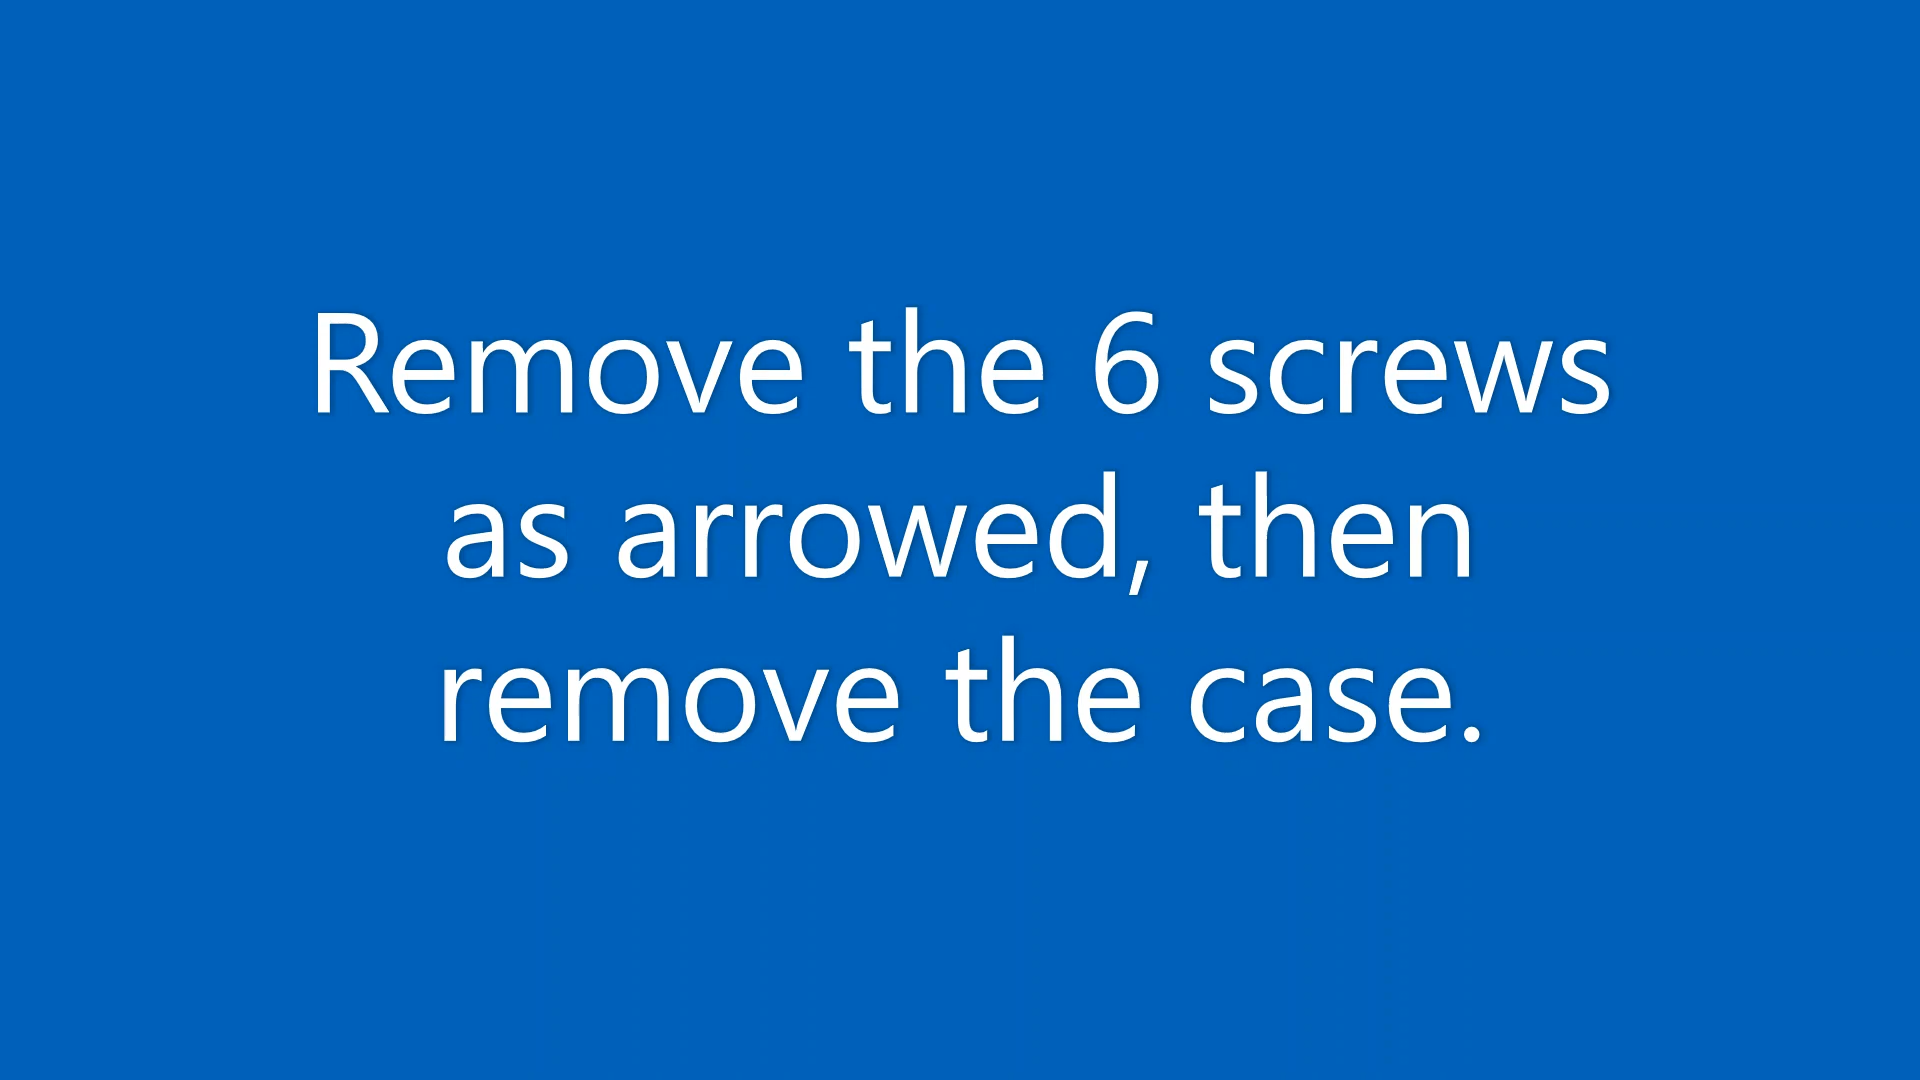 Remove the 6 screws
as arrowed, then
remove the case.